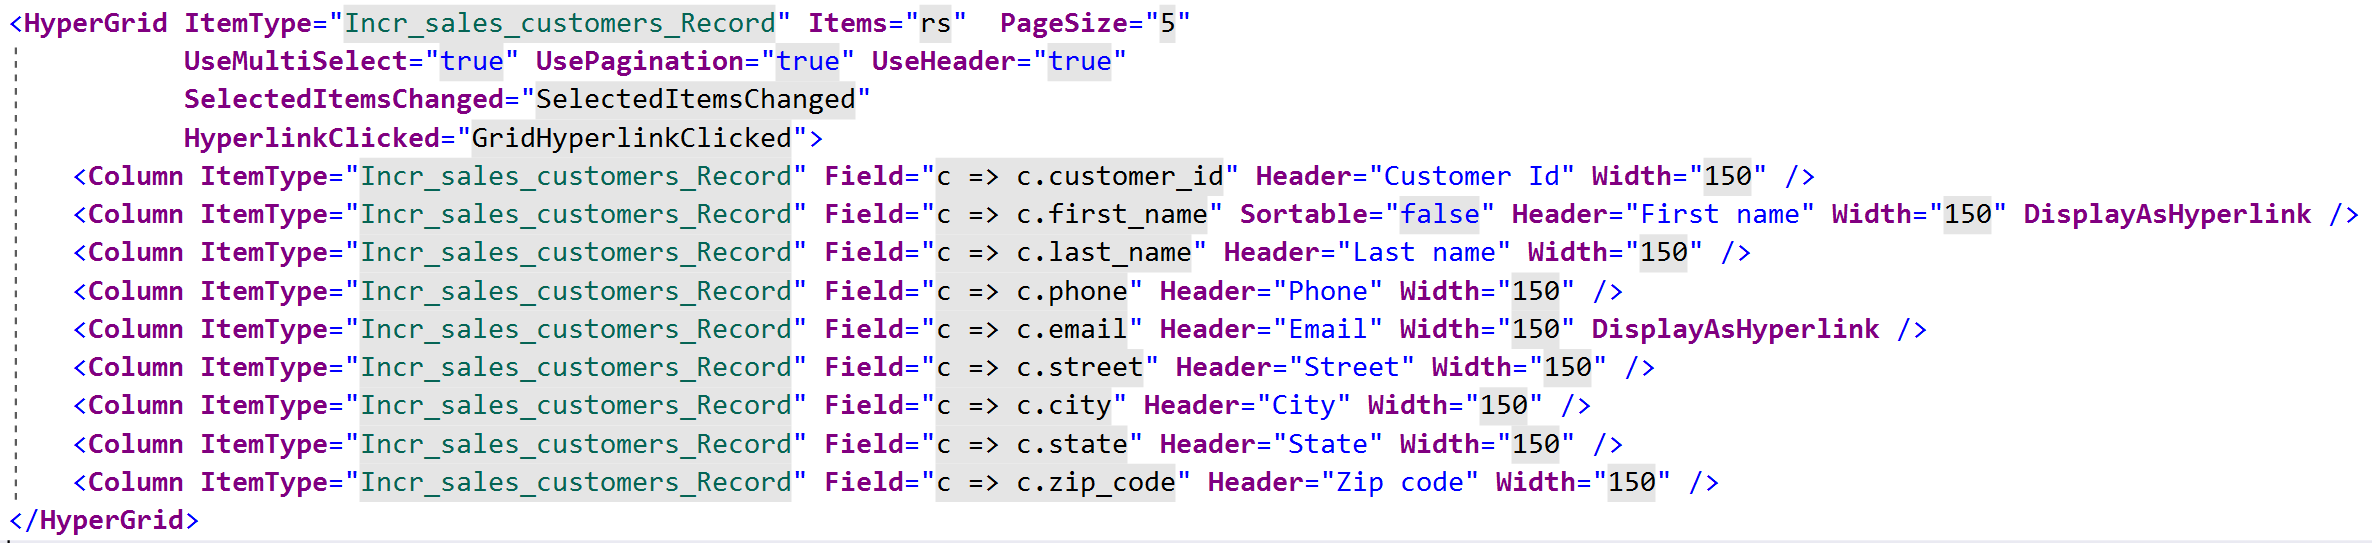 <HyperGrid ItemType="Incr_sales_customers_Record" Items="rs"  PageSize="5"
           UseMultiSelect="true" UsePagination="true" UseHeader="true"
           SelectedItemsChanged="SelectedItemsChanged"
           HyperlinkClicked="GridHyperlinkClicked">
    <Column ItemType="Incr_sales_customers_Record" Field="c => c.customer_id" Header="Customer Id" Width="150" />
    <Column ItemType="Incr_sales_customers_Record" Field="c => c.first_name" Sortable="false" Header="First name" Width="150" DisplayAsHyperlink />
    <Column ItemType="Incr_sales_customers_Record" Field="c => c.last_name" Header="Last name" Width="150" />
    <Column ItemType="Incr_sales_customers_Record" Field="c => c.phone" Header="Phone" Width="150" />
    <Column ItemType="Incr_sales_customers_Record" Field="c => c.email" Header="Email" Width="150" DisplayAsHyperlink />
    <Column ItemType="Incr_sales_customers_Record" Field="c => c.street" Header="Street" Width="150" />
    <Column ItemType="Incr_sales_customers_Record" Field="c => c.city" Header="City" Width="150" />
    <Column ItemType="Incr_sales_customers_Record" Field="c => c.state" Header="State" Width="150" />
    <Column ItemType="Incr_sales_customers_Record" Field="c => c.zip_code" Header="Zip code" Width="150" />
</HyperGrid>